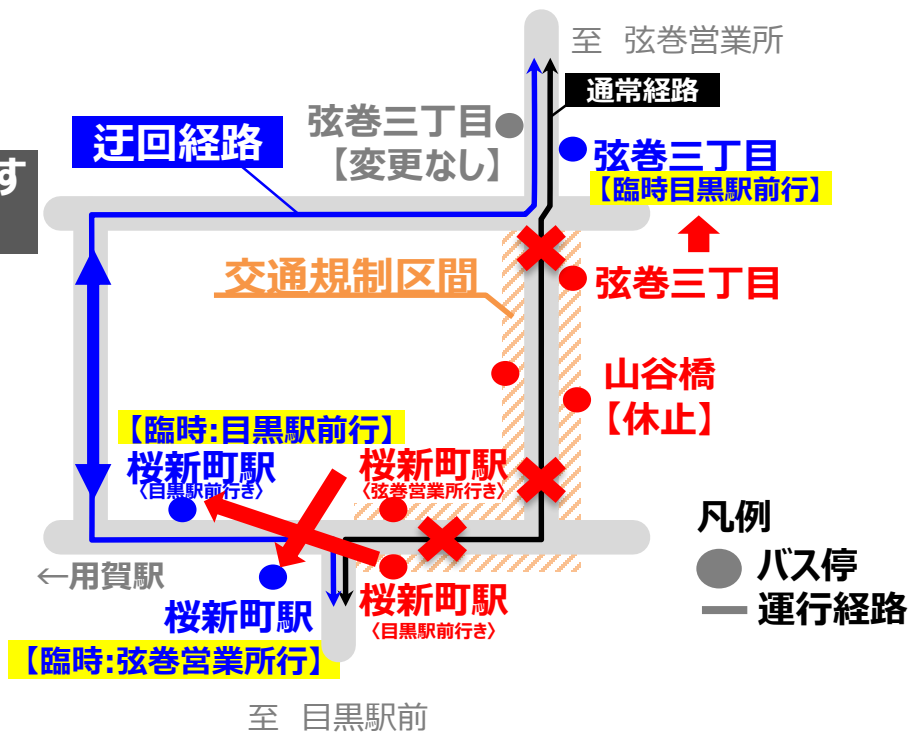 至 弦巻営業所
通常経路
弦巻三丁目
【変更なし】
迂回経路
す
弦巻三丁目
【臨時目黒駅前行】
交通規制区間
弦巻三丁目
山谷橋
【休止】
【臨時:目黒駅前行】
桜新町駅
〈目黒駅前行き〉
桜新町駅
〈弦巻営業所行き〉
凡例
バス停
運行経路
←用賀駅
桜新町駅
【臨時:弦巻営業所行】
桜新町駅
〈目黒駅前行き〉
至 目黒駅前